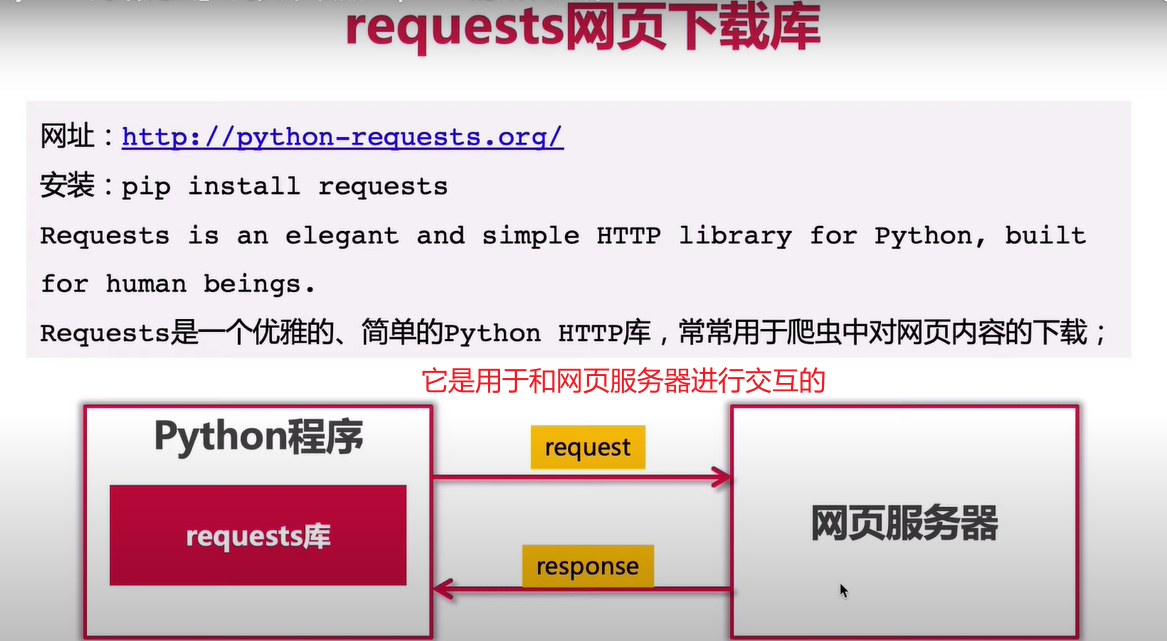 requests网页下载库
网址：http://python-requests.org/
安装：pip install requests
Requests is an elegant and simple HTTP library for Python, built
for human beings.
Requests是一个优雅的、简单的Python HTTP库，常常用于爬虫中对网页内容的下载；
它是用于和网页服务器进行交互的
Python程序
request
requests库
网页服务器
response